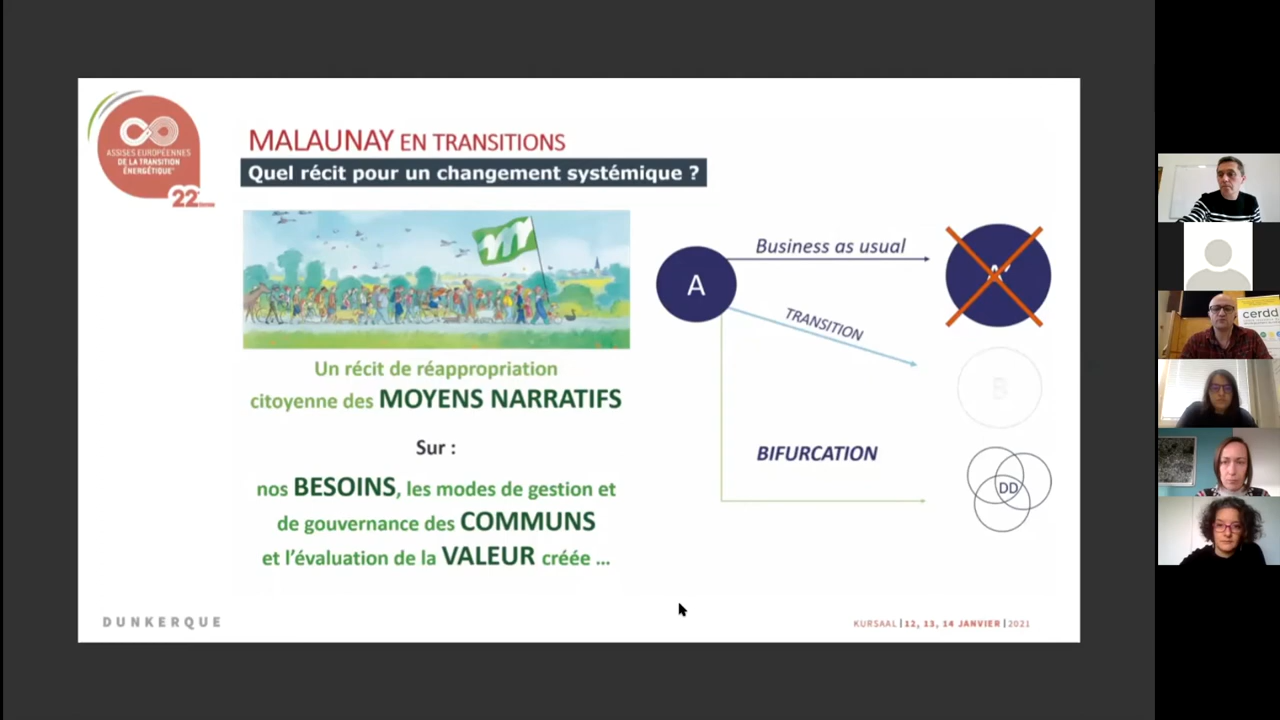 ASSISES EUROPÉENNES
DE LA TRANSITION
ÉNERGÉTIQUE
22e
MALAUNAY EN TRANSITIONS
Quel récit pour un changement systémique ?
Un récit de réappropriation
citoyenne des MOYENS NARRATIFS
Sur :
nos BESOINS, les modes de gestion et
de gouvernance des COMMUNS
et l'évaluation de la VALEUR créée ...
A
Business as usual
TRANSITION
B
BIFURCATION
DD
DUNKERQUE
KURSAAL | 12, 13, 14 JANVIER | 2021
cerdd